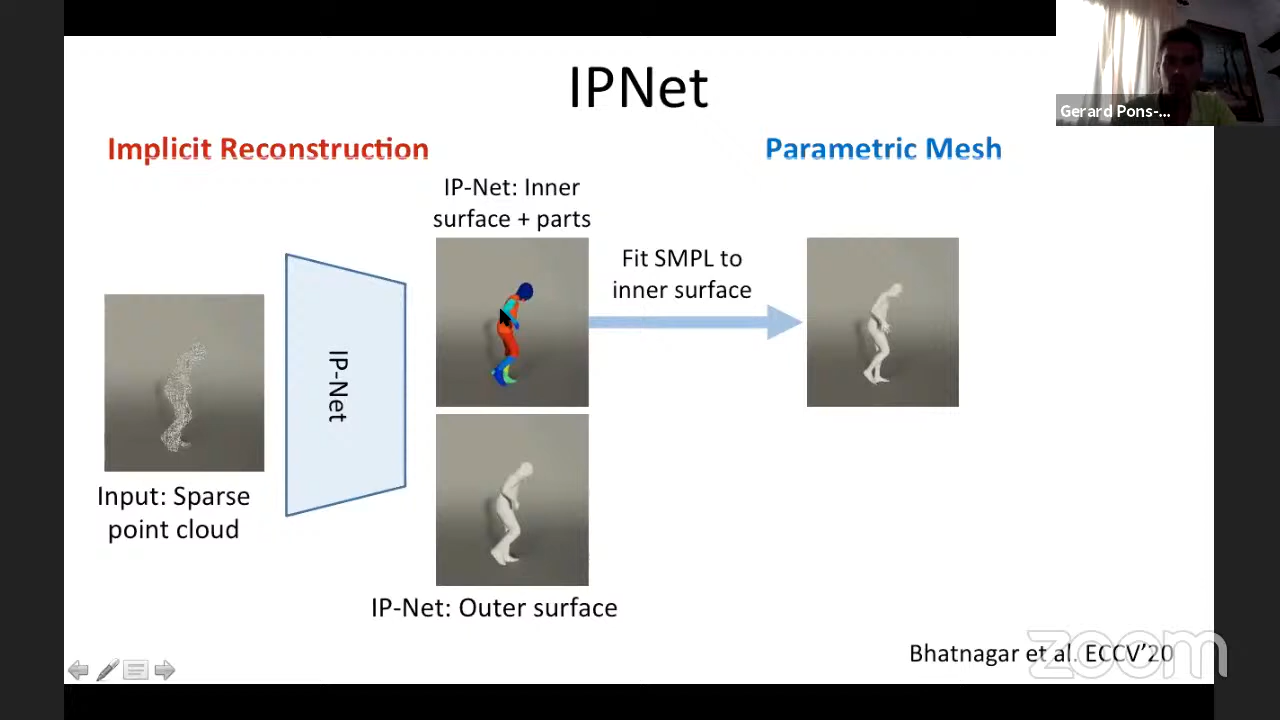 IPNet
Gerard Pons-...
Implicit Reconstruction
Parametric Mesh
IP-Net: Inner
surface + parts
Fit SMPL to
inner surface
IP-Net
Input: Sparse
point cloud
IP-Net: Outer surface
Bhatnagar et al. ECCV'20
zoom